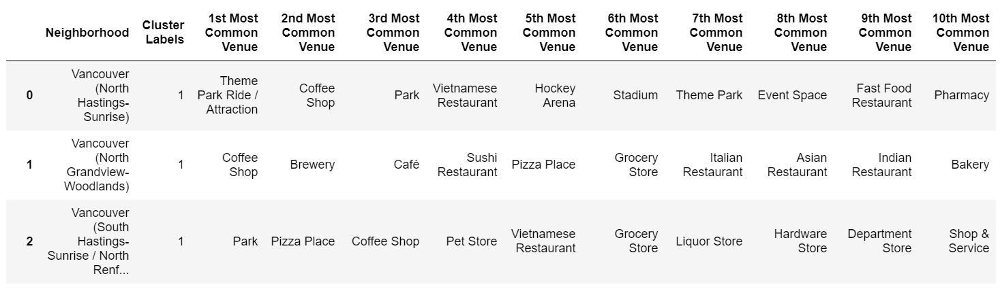 Neighborhood Cluster Labels 1st Most Common Venue 2nd Most Common Venue 3rd Most Common Venue 4th Most Common Venue 5th Most Common Venue 6th Most Common Venue 7th Most Common Venue 8th Most Common Venue 9th Most Common Venue 10th Most Common Venue
0 Vancouver (North Hastings-Sunrise) 1 Theme Park Ride / Attraction Coffee Shop Park Vietnamese Restaurant Hockey Arena Stadium Theme Park Event Space Fast Food Restaurant Pharmacy
1 Vancouver (North Grandview-Woodlands) 1 Coffee Shop Brewery Café Sushi Restaurant Pizza Place Grocery Store Italian Restaurant Asian Restaurant Indian Restaurant Bakery
2 Vancouver (South Hastings-Sunrise / North Renf... 1 Park Pizza Place Coffee Shop Pet Store Vietnamese Restaurant Grocery Store Liquor Store Hardware Store Department Store Shop & Service